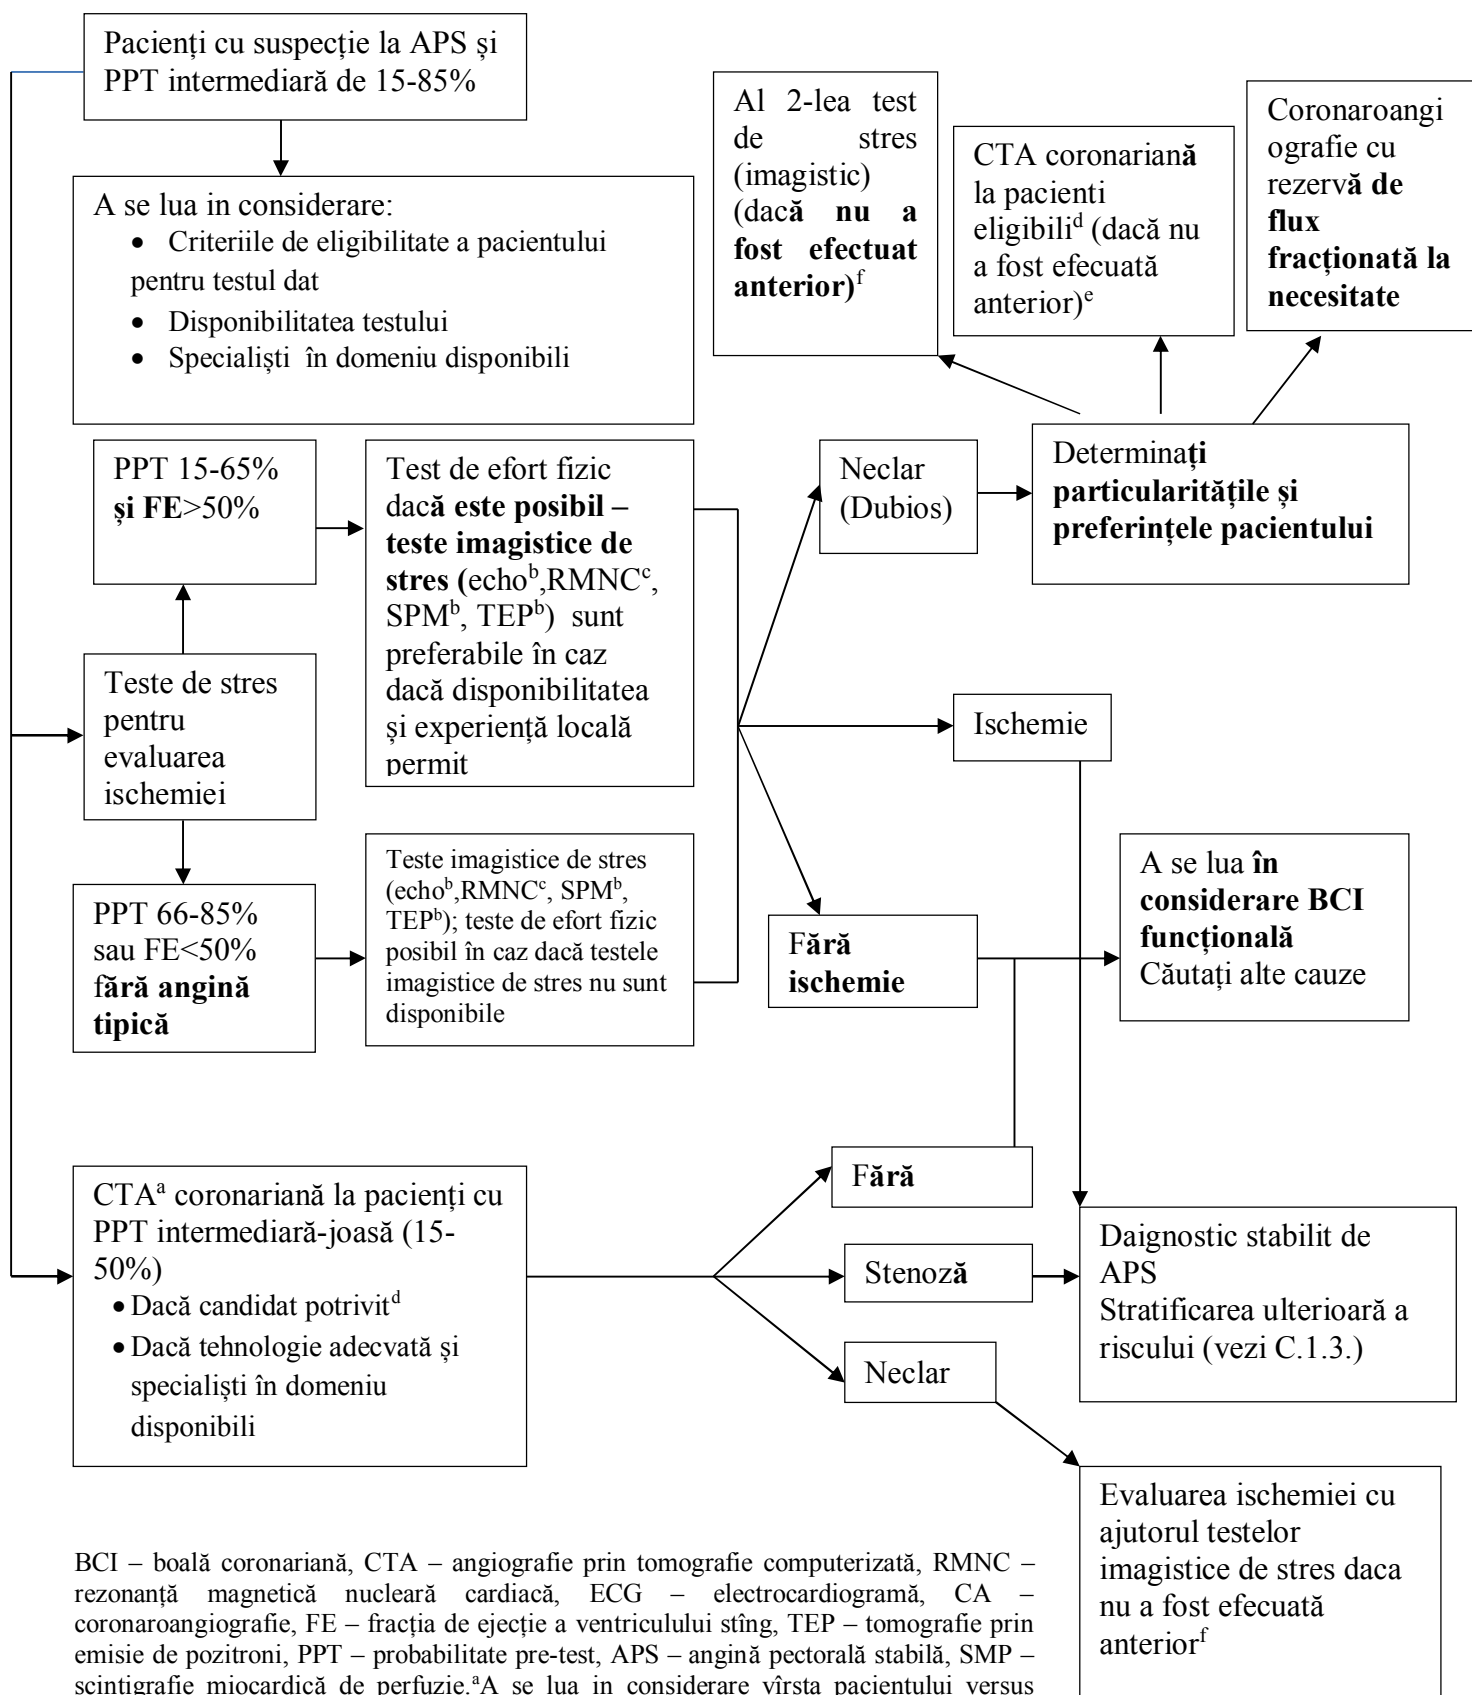 Pacienți cu suspecție la APS și
PPT intermediară de 15-85%
A se lua in considerare:
• Criteriile de eligibilitate a pacientului
pentru testul dat
• Disponibilitatea testului
• Specialiști în domeniu disponibili
Al 2-lea test
de stres
(imagistic)
(dacă nu a
fost efectuat
anterior)f
CTA coronariană
la pacienti
eligibilid (dacă nu
a fost efecuată
anterior)e
Coronaroangi
ografie cu
rezervă de
flux
fracționată la
necesitate
PPT 15-65%
și FE>50%
Test de efort fizic
dacă este posibil –
teste imagistice de
stres (echob,RMNCc,
SPMb, TEPb) sunt
preferabile în caz
dacă disponibilitatea
și experiență locală
permit
Neclar
(Dubios)
Determinați
particularitățile și
preferințele pacientului
Teste de stres
pentru
evaluarea
ischemiei
Ischemie
PPT 66-85%
sau FE<50%
fără angină
tipică
Teste imagistice de stres
(echob,RMNCc, SPMb,
TEPb); teste de efort fizic
posibil în caz dacă testele
imagistice de stres nu sunt
disponibile
Fără
ischemie
A se lua în
considerare BCI
funcțională
Căutați alte cauze
CTAa coronariană la pacienți cu
PPT intermediară-joasă (15-
50%)
• Dacă candidat potrivitd
• Dacă tehnologie adecvată și
specialiști în domeniu
disponibili
Fără
Stenoză
Neclar
Daignostic stabilit de
APS
Stratificarea ulterioară a
riscului (vezi C.1.3.)
Evaluarea ischemiei cu
ajutorul testelor
imagistice de stres daca
nu a fost efecuată
anteriorf
BCI – boală coronariană, CTA – angiografie prin tomografie computerizată, RMNC –
rezonanță magnetică nucleară cardiacă, ECG – electrocardiogramă, CA –
coronaroangiografie, FE – fracția de ejecție a ventriculului stîng, TEP – tomografie prin
emisie de pozitroni, PPT – probabilitate pre-test, APS – angină pectorală stabilă, SMP –
scintigrafie miocardică de perfuzie.aA se lua in considerare vîrsta pacientului versus